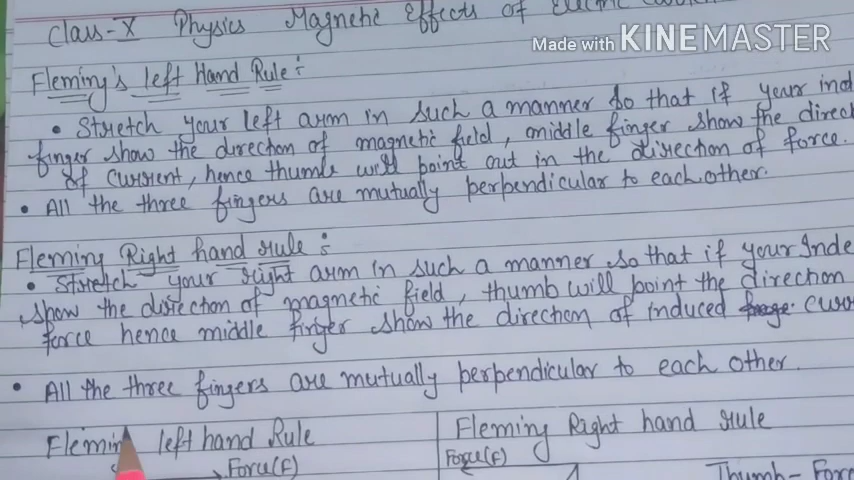 Class-X Physics Magnetic Effects of Electric
Made with KINEMASTER
Fleming's left Hand Rule:
• Stretch your left arm in such a manner so that if your ind
finger show the direction of magnetic field, middle finger show the direc
of current, hence thumb will point out in the direction of force.
• All the three fingers are mutually perpendicular to each other.
Fleming Right hand rule:
• Stretch your right arm in such a manner so that if your Inde
show the direction of magnetic field, thumb will point the direction
force hence middle finger show the direction of induced curr
• All the three fingers are mutually perpendicular to each other.
Fleming left hand Rule
Fleming Right hand rule
Force(F)
Force(F)
Thumb- Forc